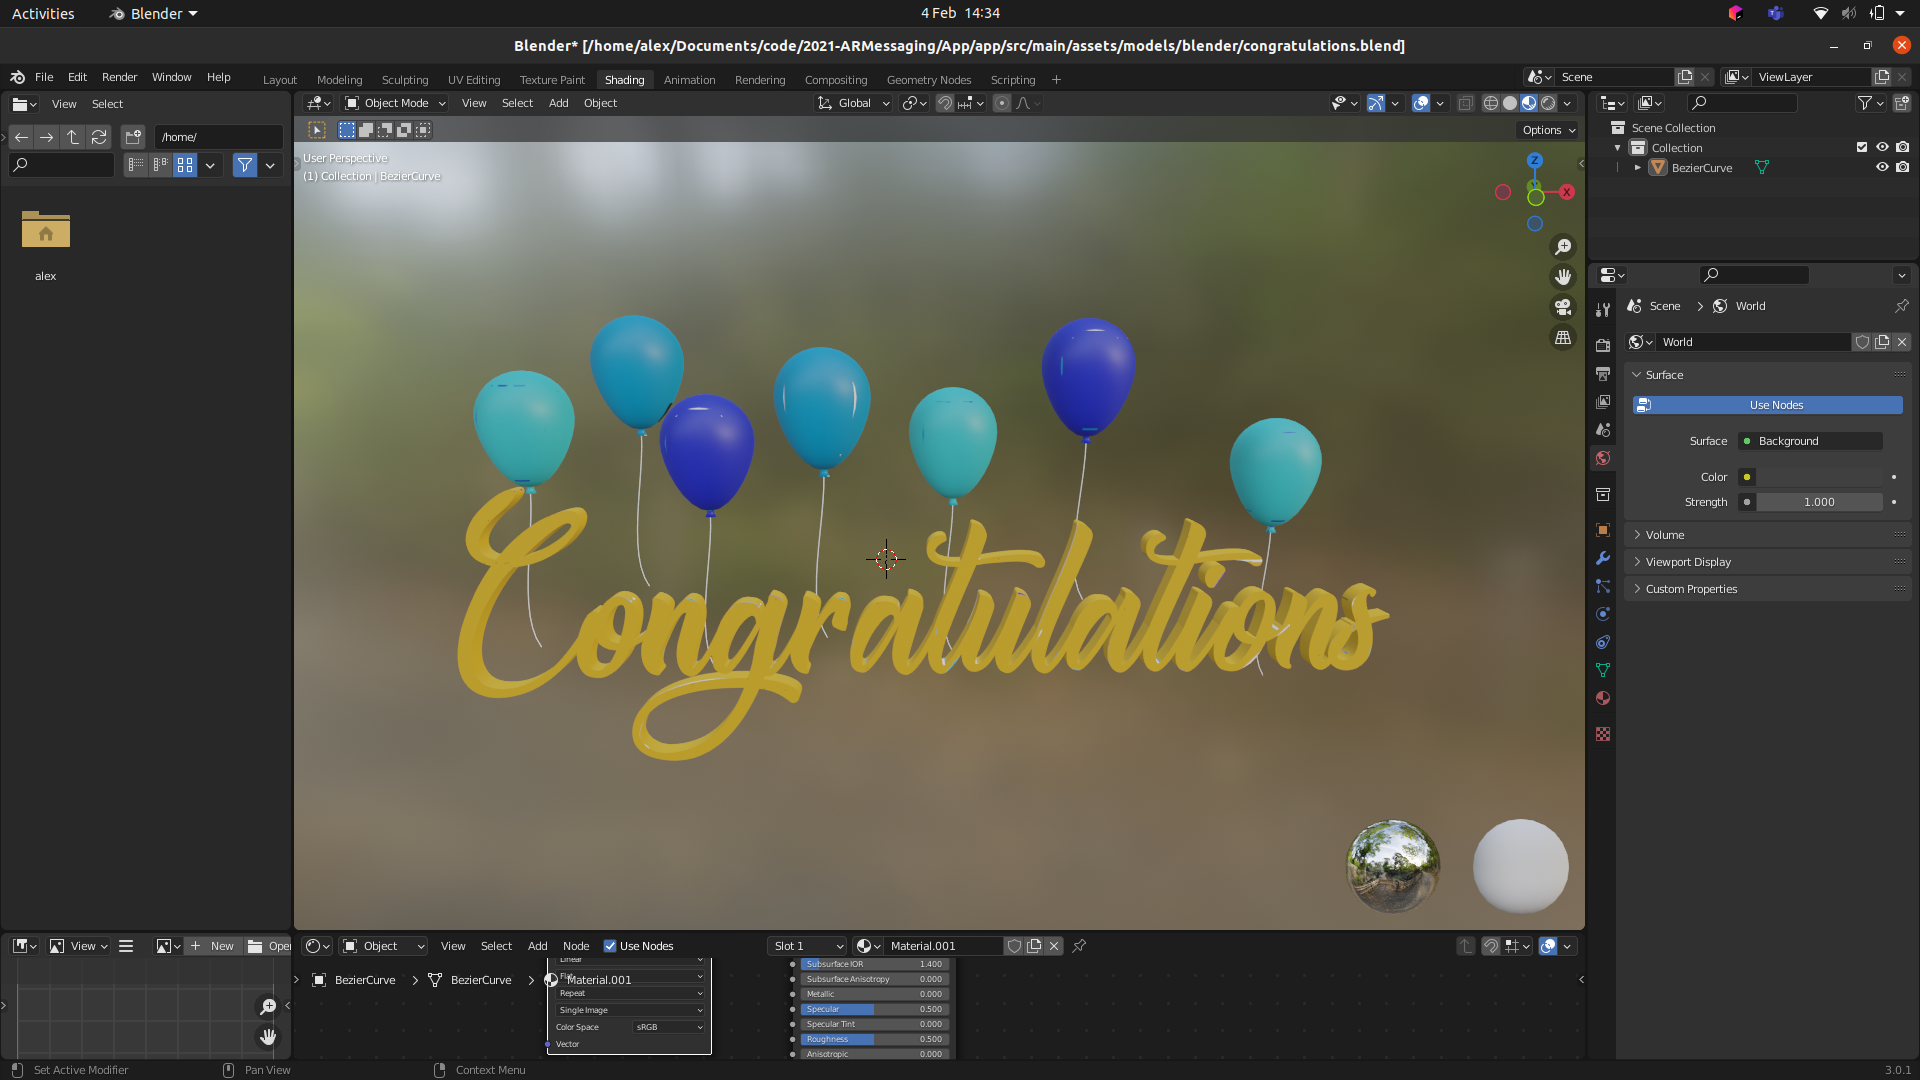 Activities Blender 4 Feb 14:34
Blender* [/home/alex/Documents/code/2021-ARMessaging/App/app/src/main/assets/models/blender/congratulations.blend]
File Edit Render Window Help Layout Modeling Sculpting UV Editing Texture Paint Shading Animation Rendering Compositing Geometry Nodes Scripting + Scene ViewLayer
View Select
Object Mode View Select Add Object Global
/home/
Options
alex
User Perspective
(1) Collection | BezierCurve
Z
X
Congratulations
Scene Collection
Collection
BezierCurve
Scene > World
World
Surface
Use Nodes
Surface Background
Color
Strength 1.000
Volume
Viewport Display
Custom Properties
View + New Open
Object View Select Add Node Use Nodes Slot 1 Material.001
BezierCurve > BezierCurve > Material.001
Linear
Flat
Repeat
Single Image
Color Space sRGB
Vector
Subsurface IOR 1.400
Subsurface Anisotropy 0.000
Metallic 0.000
Specular 0.500
Specular Tint 0.000
Roughness 0.500
Anisotropic 0.000
Set Active Modifier Pan View Context Menu 3.0.1